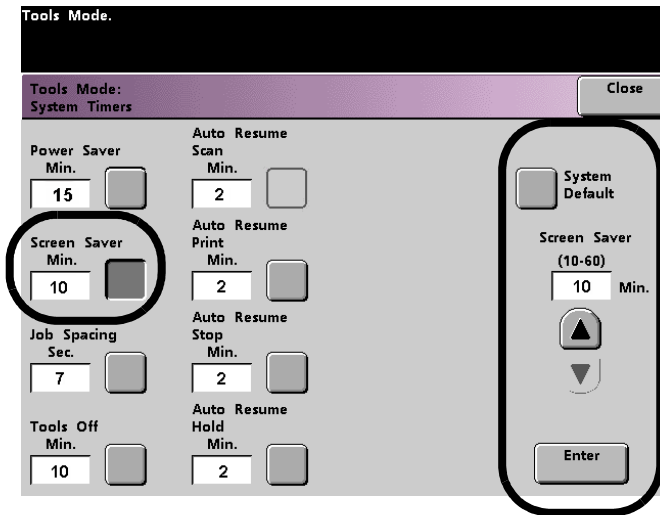 Tools Mode.
Tools Mode:
System Timers
Close
Power Saver
Min.
15
Screen Saver
Min.
10
Job Spacing
Sec.
7
Tools Off
Min.
10
Auto Resume
Scan
Min.
2
Auto Resume
Print
Min.
2
Auto Resume
Stop
Min.
2
Auto Resume
Hold
Min.
2
System
Default
Screen Saver
(10-60)
10 Min.
Enter